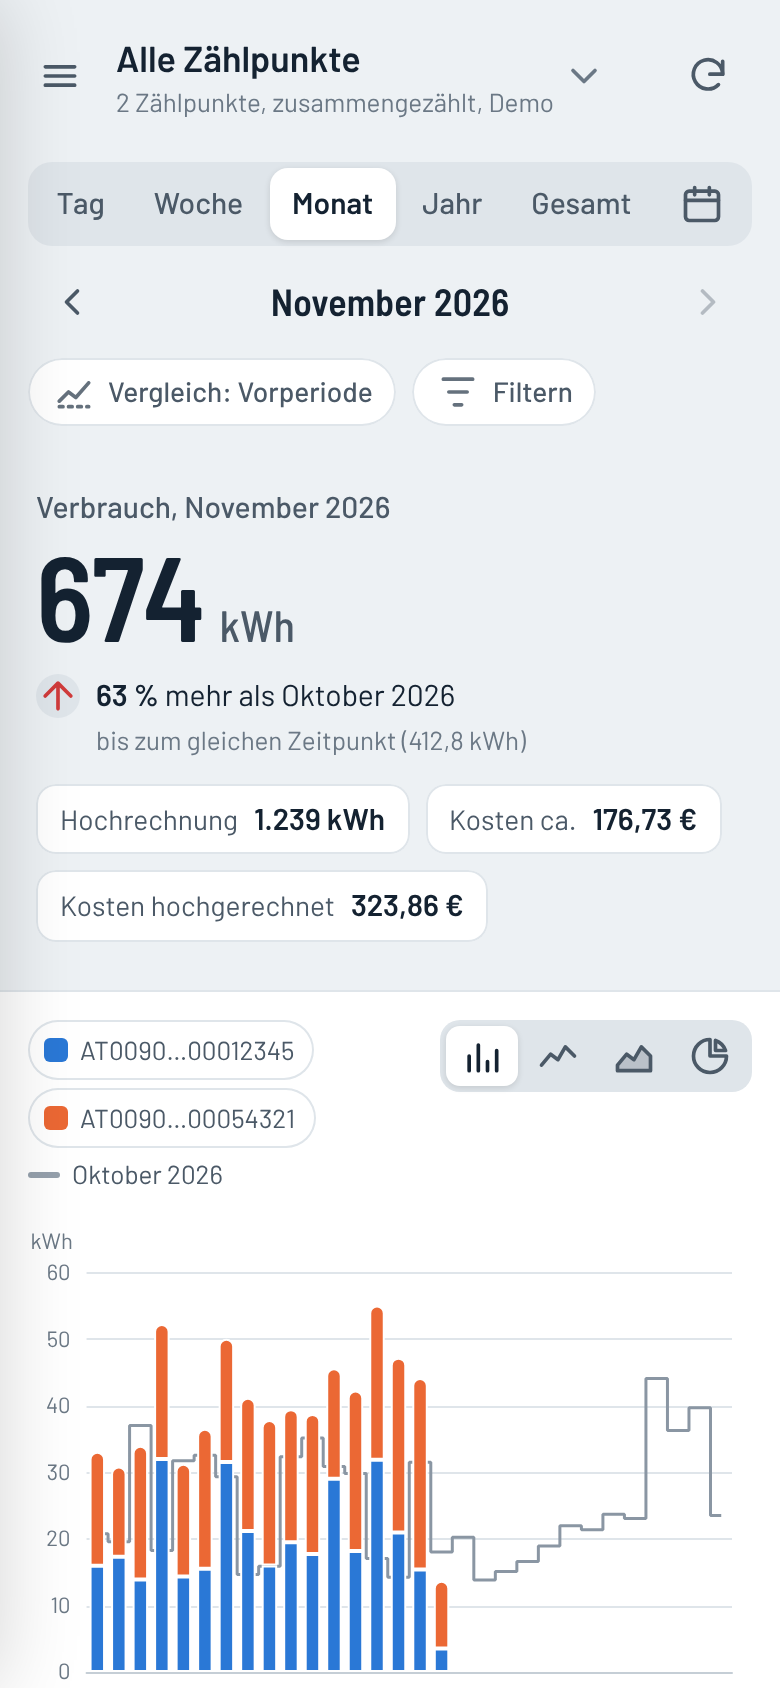 Alle Zählpunkte
2 Zählpunkte, zusammengezählt, Demo
Tag Woche Monat Jahr Gesamt
November 2026
Vergleich: Vorperiode Filtern
Verbrauch, November 2026
674 kWh
63 % mehr als Oktober 2026
bis zum gleichen Zeitpunkt (412,8 kWh)
Hochrechnung 1.239 kWh Kosten ca. 176,73 €
Kosten hochgerechnet 323,86 €
AT0090...00012345
AT0090...00054321
Oktober 2026
kWh
60
50
40
30
20
10
0